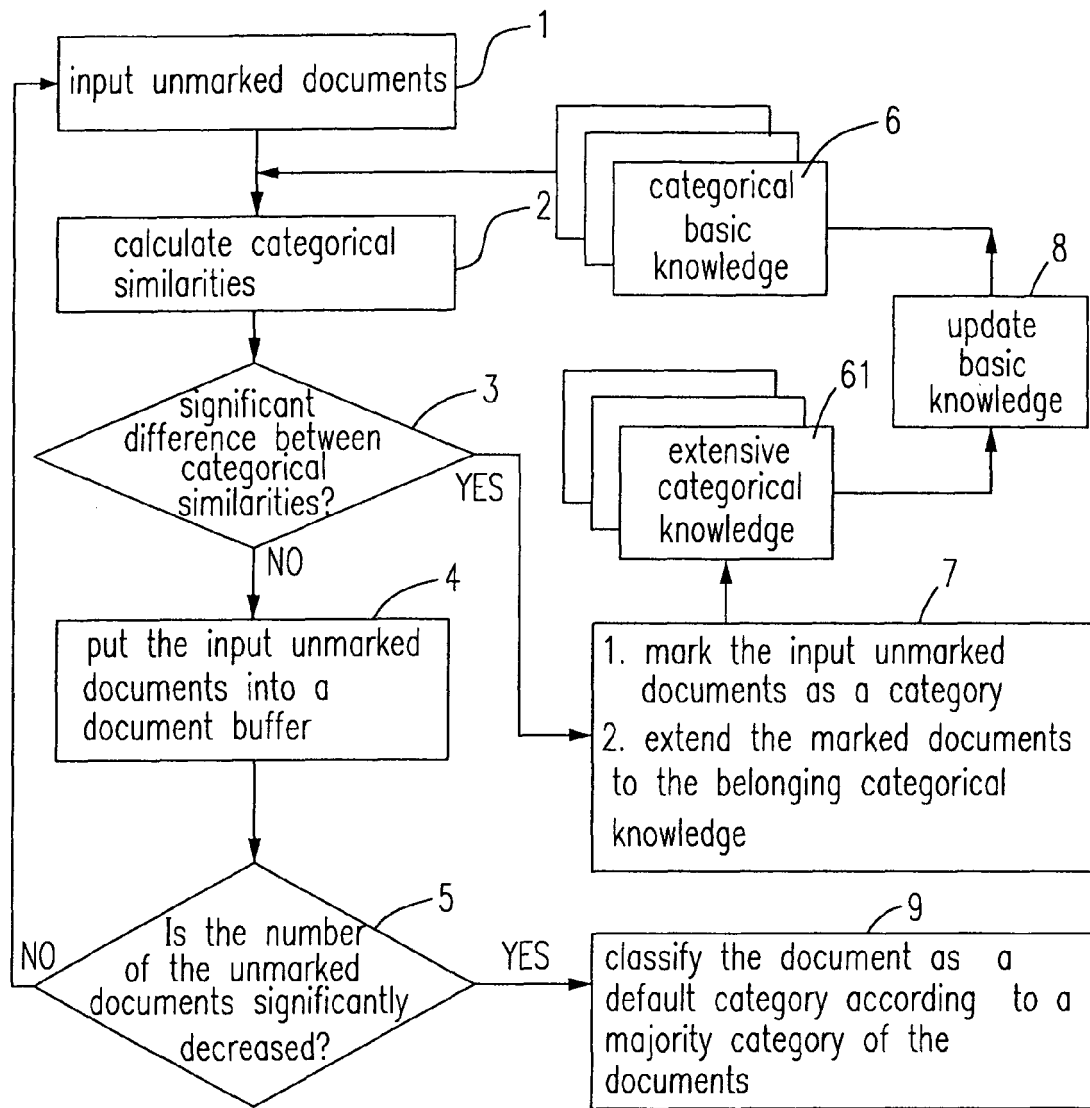 1
input unmarked documents
6
categorical
basic
knowledge
2
calculate categorical
similarities
8
update
basic
knowledge
3
significant
difference between
categorical
similarities?
YES
NO
61
extensive
categorical
knowledge
4
put the input unmarked
documents into a
document buffer
7
1. mark the input unmarked
documents as a category
2. extend the marked documents
to the belonging categorical
knowledge
5
Is the number
of the unmarked
documents significantly
decreased?
NO
YES
9
classify the document as a
default category according to a
majority category of the
documents